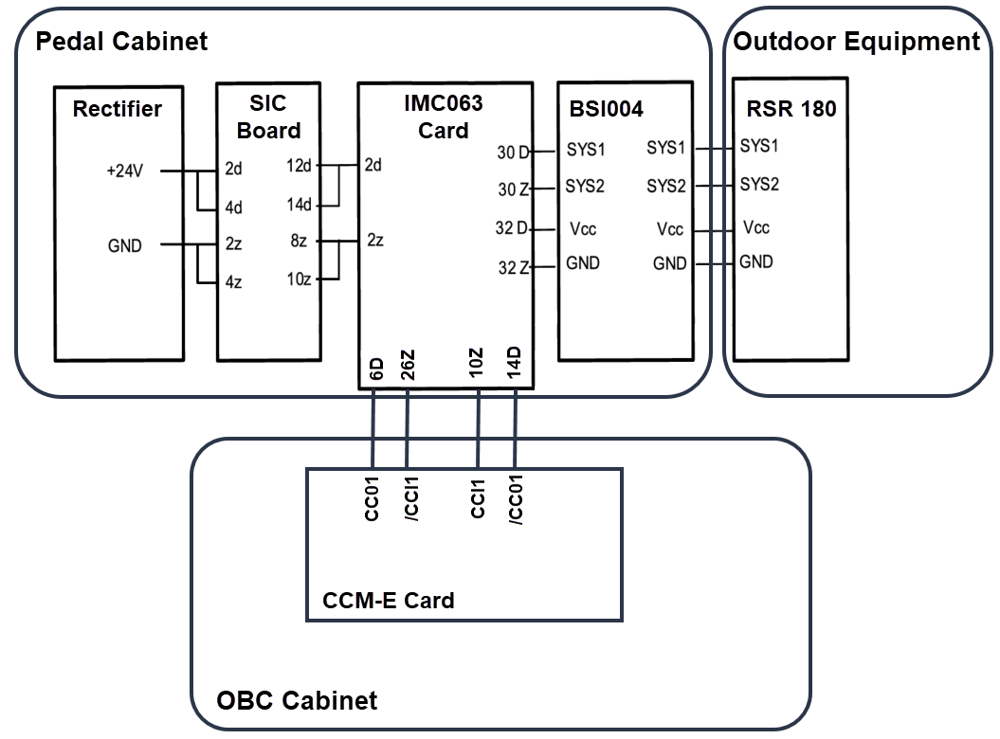 Pedal Cabinet
Outdoor Equipment
Rectifier
+24V
GND
SIC
Board
2d
4d
2z
4z
12d
14d
8z
10z
IMC063
Card
2d
2z
30 D
30 Z
32 D
32 Z
6D
26Z
10Z
14D
BSI004
SYS1
SYS2
Vcc
GND
SYS1
SYS2
Vcc
GND
RSR 180
SYS1
SYS2
Vcc
GND
CC01
/CCI1
CCI1
/CC01
CCM-E Card
OBC Cabinet